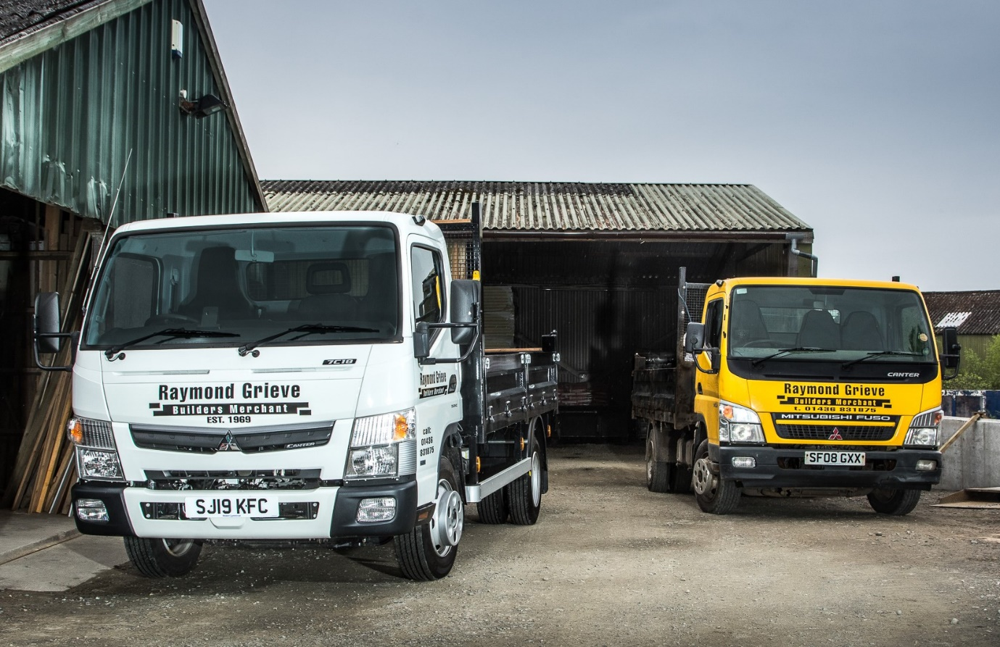 7C18
Raymond Grieve
Builders Merchant
EST. 1969
CANTER
SJ19 KFC
Raymond Grieve
Builders Merchant
call:
01436
831875
CANTER
Raymond Grieve
Builders Merchant
t. 01436 831875
MITSUBISHI FUSO
SF08 GXX